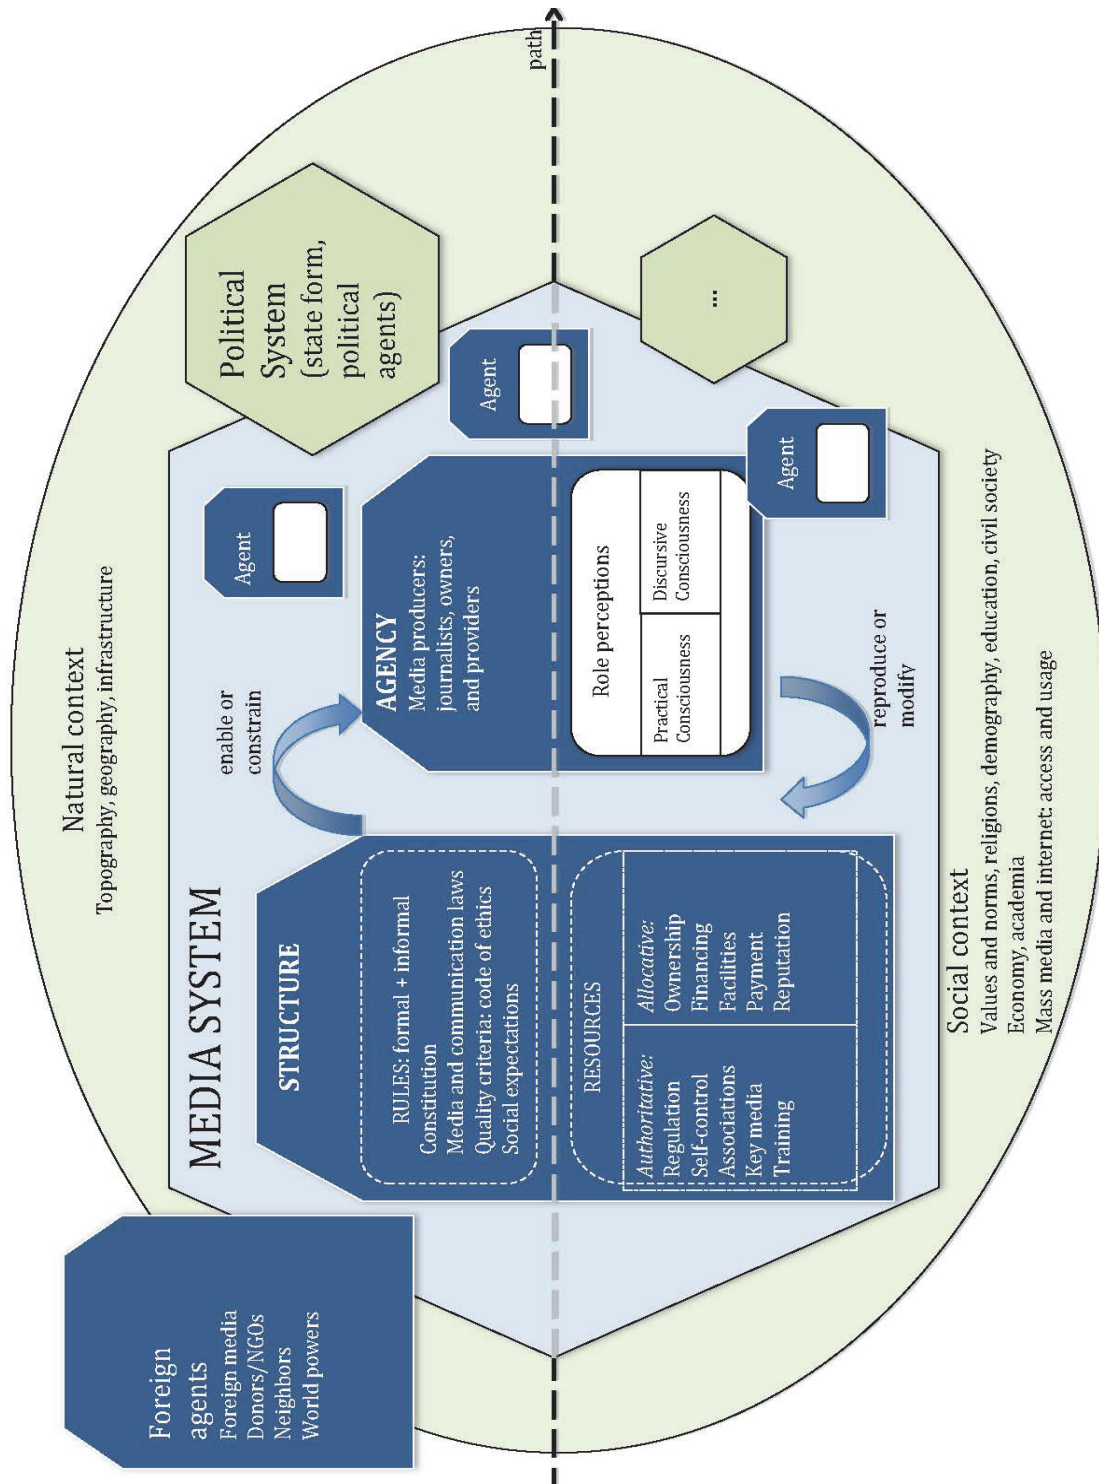 Natural context
Topography, geography, infrastructure
Foreign
agents
Foreign media
Donors/NGOs
Neighbors
World powers
MEDIA SYSTEM
STRUCTURE
RULES: formal + informal
Constitution
Media and communication laws
Quality criteria: code of ethics
Social expectations
RESOURCES
Authoritative:
Regulation
Self-control
Associations
Key media
Training
Allocative:
Ownership
Financing
Facilities
Payment
Reputation
enable or
constrain
AGENCY
Media producers:
journalists, owners,
and providers
Role perceptions
Practical
Consciousness
Discursive
Consciousness
reproduce or
modify
Agent
Agent
Agent
Political
System
(state form,
political
agents)
...
path
Social context
Values and norms, religions, demography, education, civil society
Economy, academia
Mass media and internet: access and usage